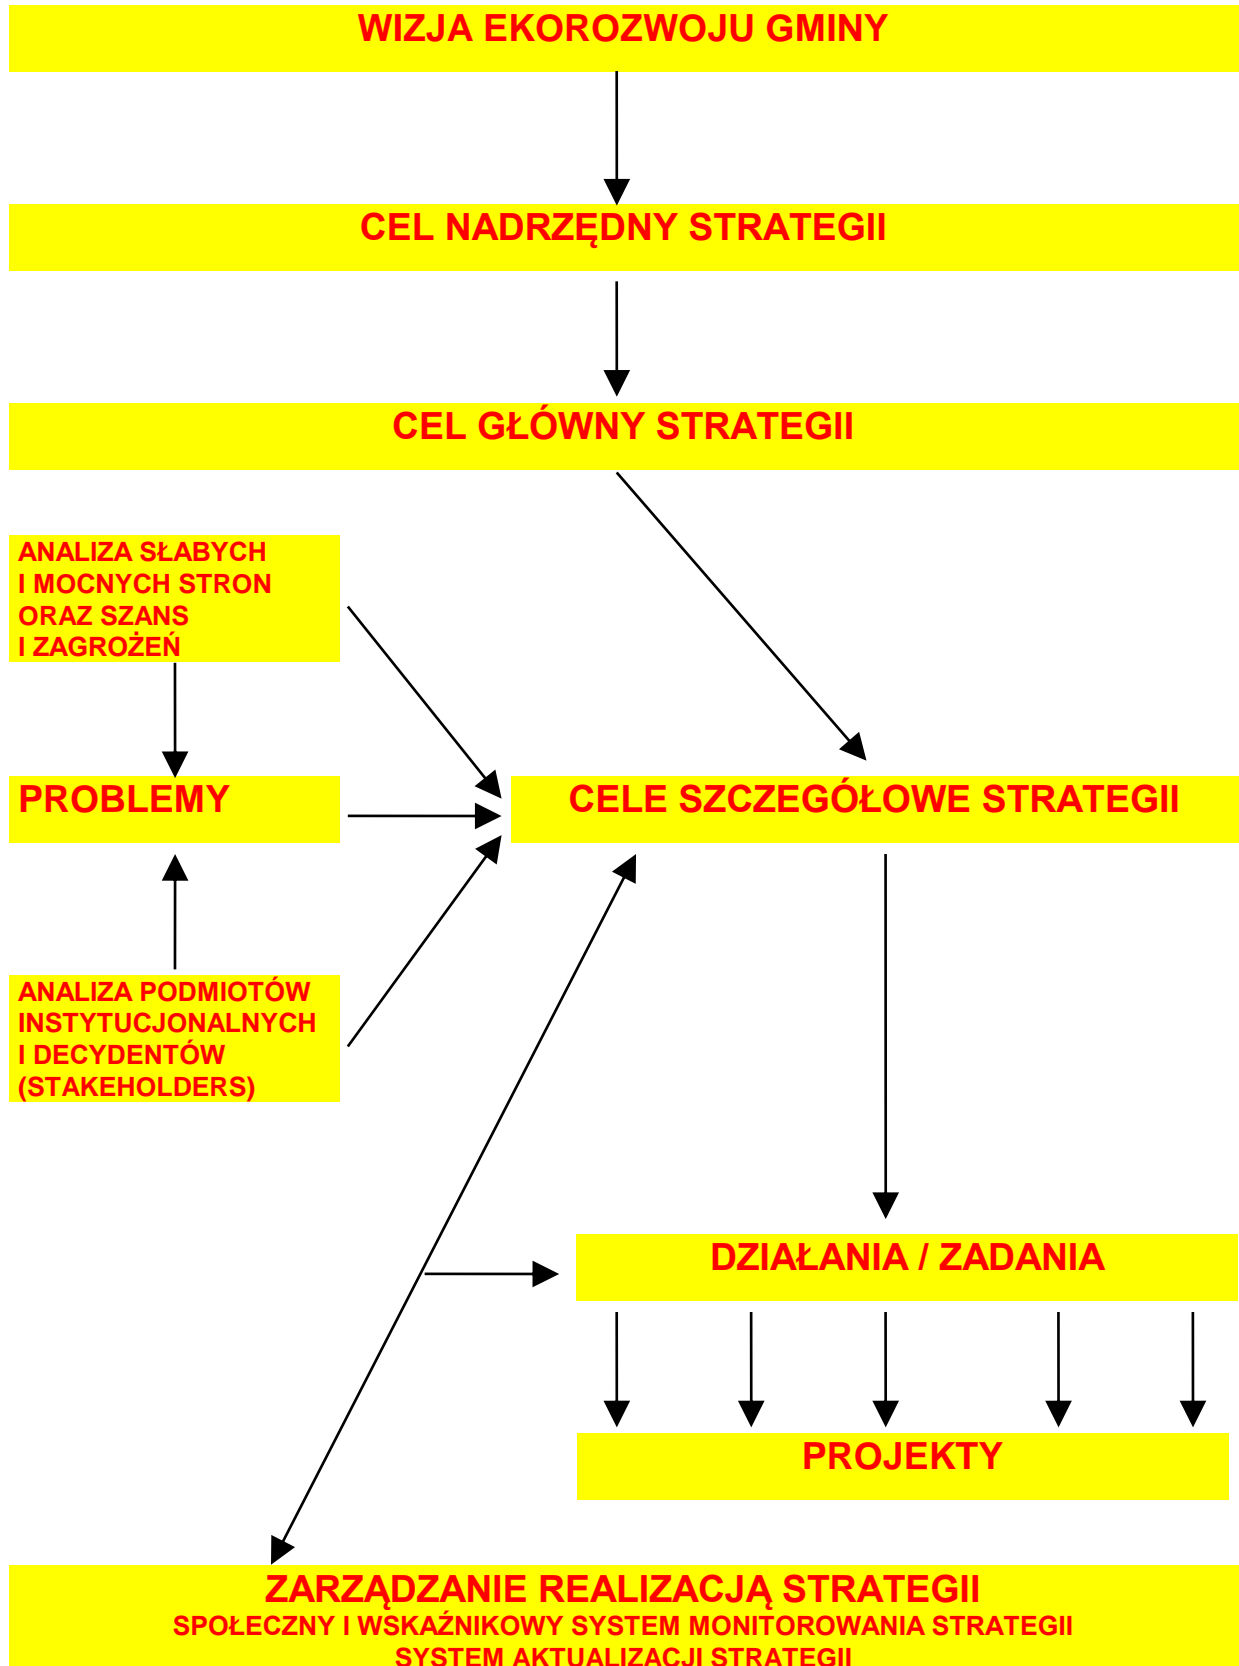 WIZJA EKOROZWOJU GMINY
CEL NADRZĘDNY STRATEGII
CEL GŁÓWNY STRATEGII
ANALIZA SŁABYCH
I MOCNYCH STRON
ORAZ SZANS
I ZAGROŻEŃ
PROBLEMY
CELE SZCZEGÓŁOWE STRATEGII
ANALIZA PODMIOTÓW
INSTYTUCJONALNYCH
I DECYDENTÓW
(STAKEHOLDERS)
DZIAŁANIA / ZADANIA
PROJEKTY
ZARZĄDZANIE REALIZACJĄ STRATEGII
SPOŁECZNY I WSKAŹNIKOWY SYSTEM MONITOROWANIA STRATEGII
SYSTEM AKTUALIZACJI STRATEGII